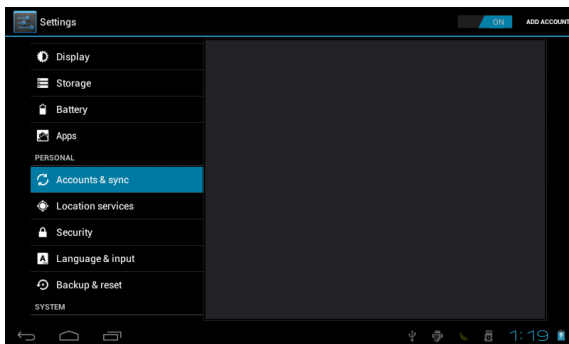 Settings
ON
ADD ACCOUNT
Display
Storage
Battery
Apps
PERSONAL
Accounts & sync
Location services
Security
A Language & input
Backup & reset
SYSTEM
1:19